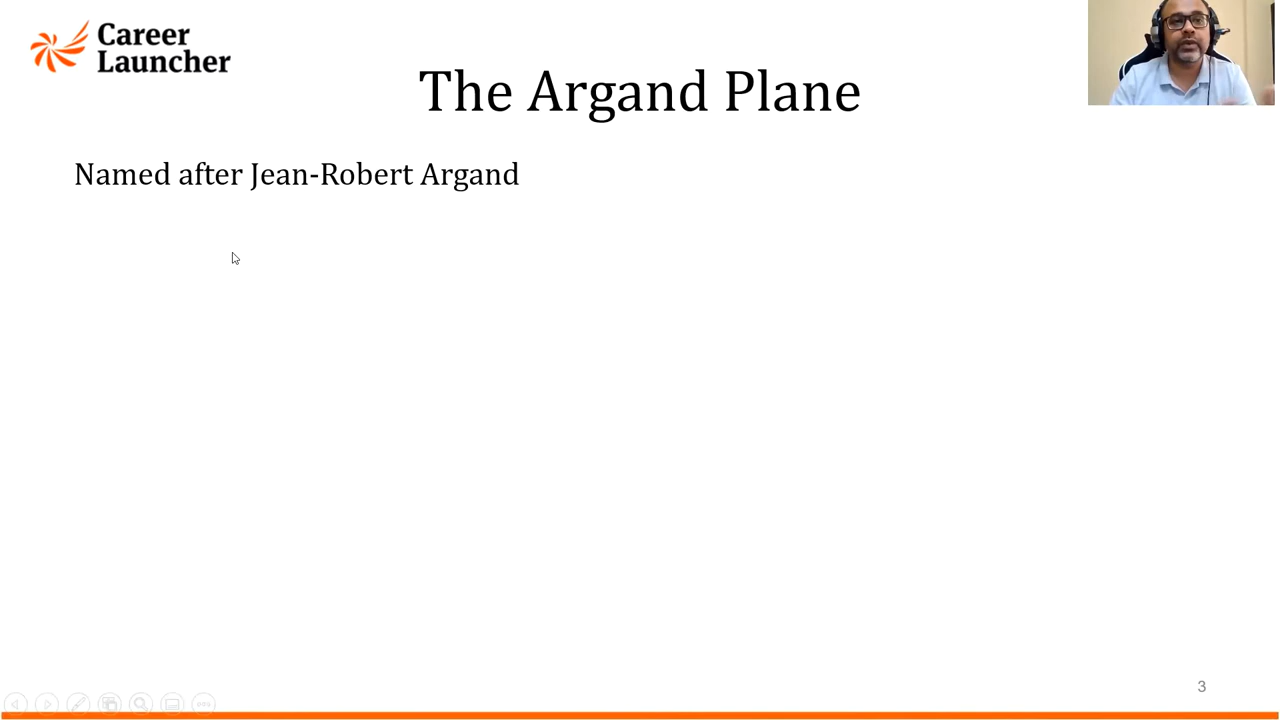 Career
Launcher
The Argand Plane
Named after Jean-Robert Argand
3